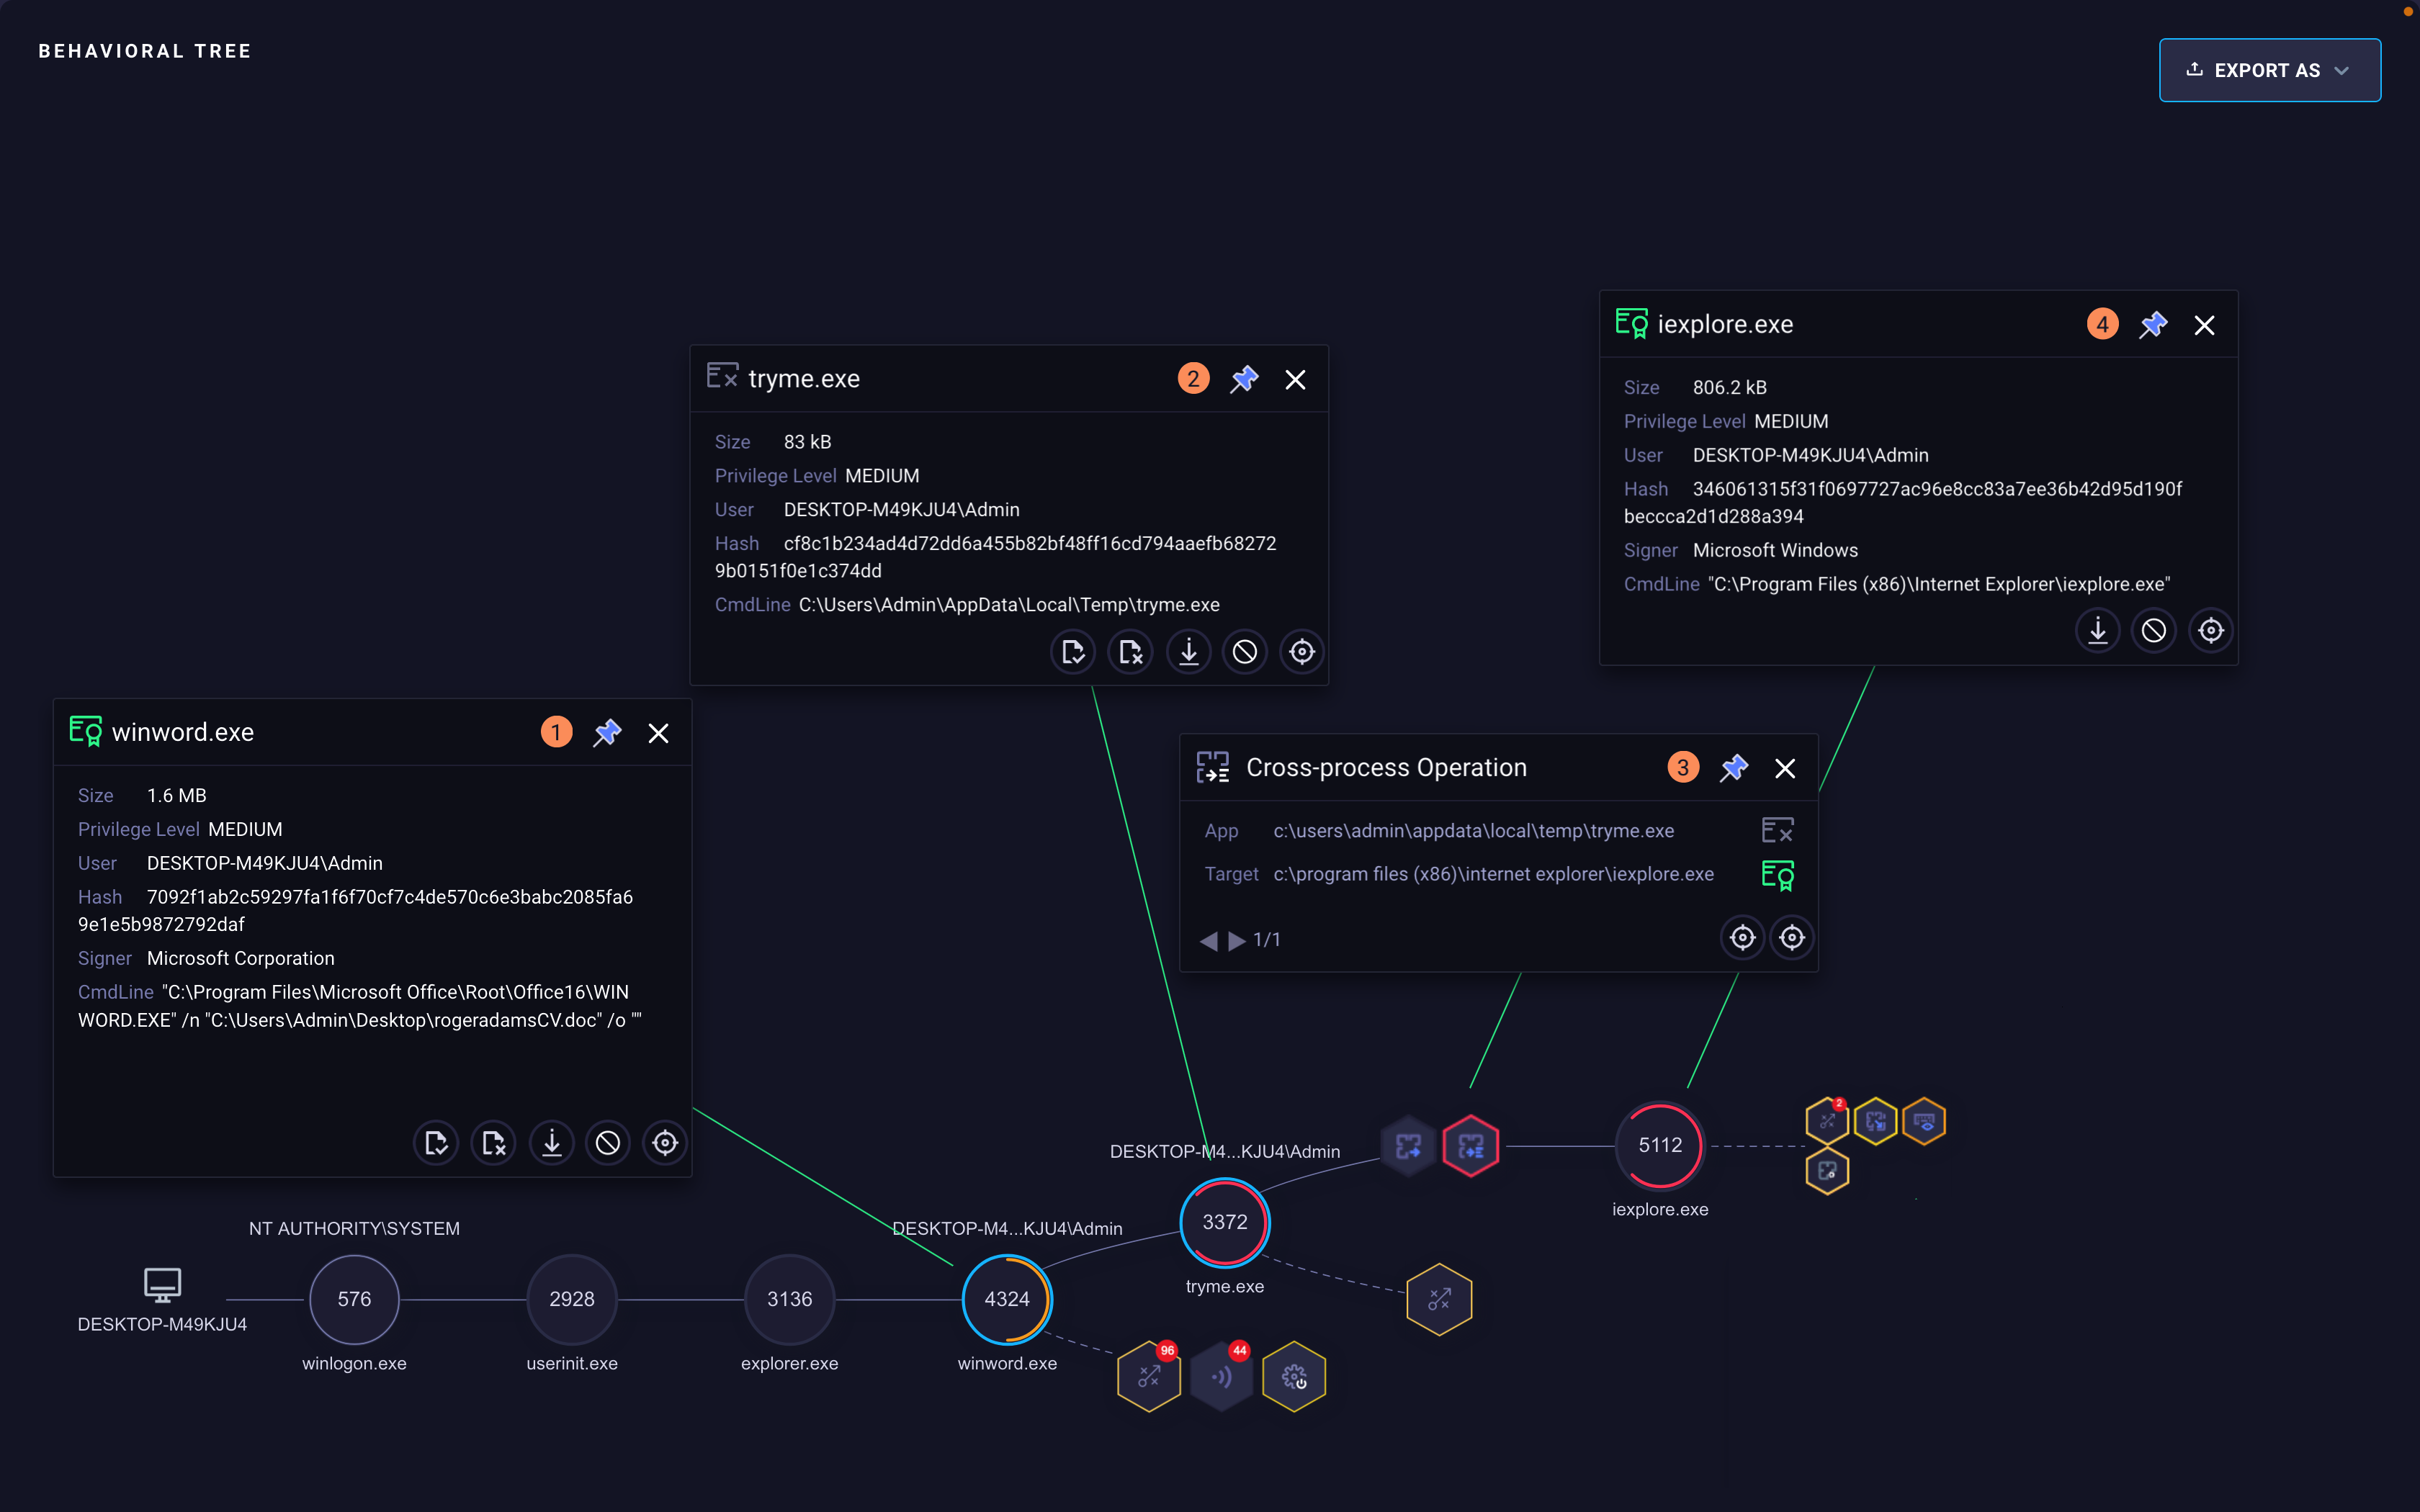 BEHAVIORAL TREE
EXPORT AS
iexplore.exe
4
Size 806.2 kB
Privilege Level MEDIUM
User DESKTOP-M49KJU4\Admin
Hash 346061315f31f0697727ac96e8cc83a7ee36b42d95d190f
beccca2d1d288a394
Signer Microsoft Windows
CmdLine "C:\Program Files (x86)\Internet Explorer\iexplore.exe"
tryme.exe
2
Size 83 kB
Privilege Level MEDIUM
User DESKTOP-M49KJU4\Admin
Hash cf8c1b234ad4d72dd6a455b82bf48ff16cd794aaefb68272
9b0151f0e1c374dd
CmdLine C:\Users\Admin\AppData\Local\Temp\tryme.exe
winword.exe
1
Size 1.6 MB
Privilege Level MEDIUM
User DESKTOP-M49KJU4\Admin
Hash 7092f1ab2c59297fa1f6f70cf7c4de570c6e3babc2085fa6
9e1e5b9872792daf
Signer Microsoft Corporation
CmdLine "C:\Program Files\Microsoft Office\Root\Office16\WIN
WORD.EXE" /n "C:\Users\Admin\Desktop\rogeradamsCV.doc" /o ""
Cross-process Operation
3
App c:\users\admin\appdata\local\temp\tryme.exe
Target c:\program files (x86)\internet explorer\iexplore.exe
1/1
DESKTOP-M49KJU4
NT AUTHORITY\SYSTEM
576
winlogon.exe
2928
userinit.exe
3136
explorer.exe
DESKTOP-M4...KJU4\Admin
4324
winword.exe
96
44
DESKTOP-M4...KJU4\Admin
3372
tryme.exe
5112
iexplore.exe
2